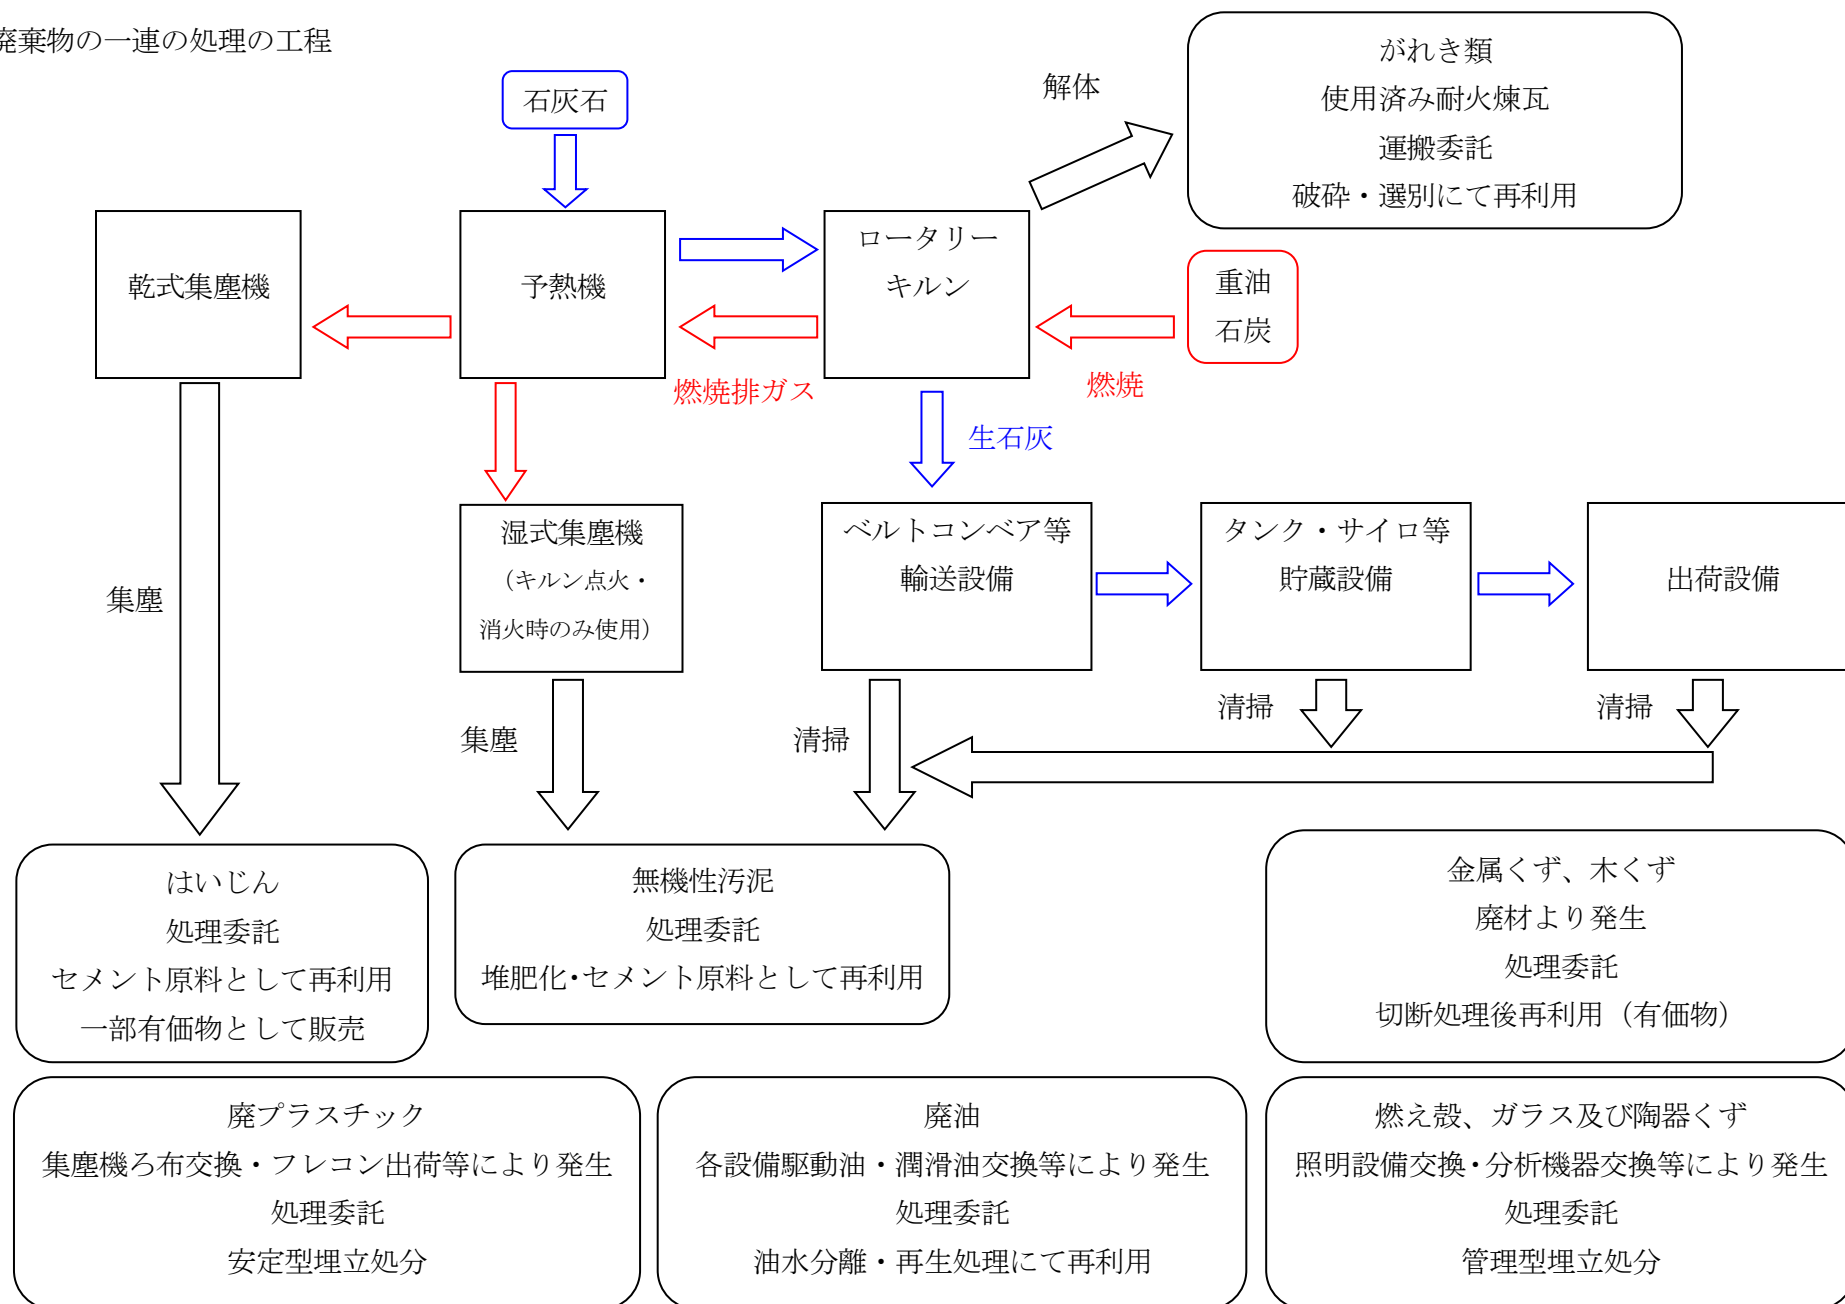 廃棄物の一連の処理の工程
石灰石
解体
がれき類
使用済み耐火煉瓦
運搬委託
破砕・選別にて再利用
乾式集塵機
予熱機
ロータリー
キルン
重油
石炭
燃焼排ガス
燃焼
生石灰
湿式集塵機
（キルン点火・
消火時のみ使用）
ベルトコンベア等
輸送設備
タンク・サイロ等
貯蔵設備
出荷設備
集塵
集塵
清掃
清掃
清掃
はいじん
処理委託
セメント原料として再利用
一部有価物として販売
無機性汚泥
処理委託
堆肥化・セメント原料として再利用
金属くず、木くず
廃材より発生
処理委託
切断処理後再利用（有価物）
廃プラスチック
集塵機ろ布交換・フレコン出荷等により発生
処理委託
安定型埋立処分
廃油
各設備駆動油・潤滑油交換等により発生
処理委託
油水分離・再生処理にて再利用
燃え殻、ガラス及び陶器くず
照明設備交換・分析機器交換等により発生
処理委託
管理型埋立処分